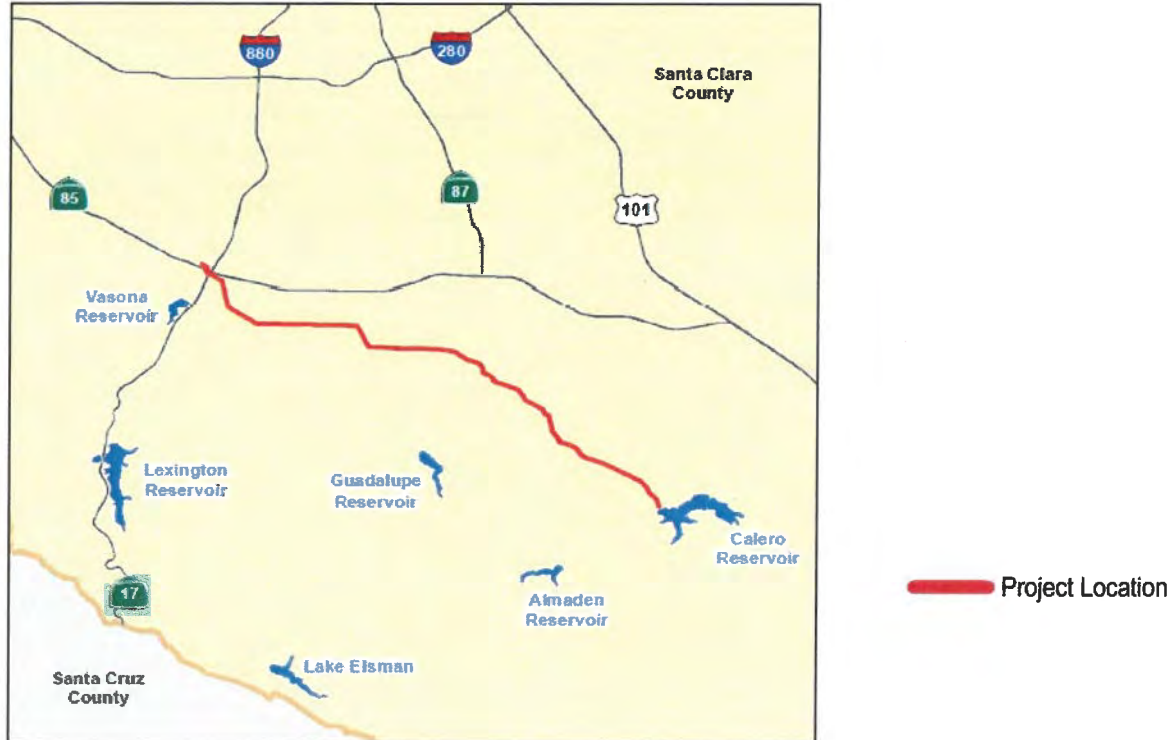 880
280
Santa Clara
County
85
87
101
Vasona
Reservoir
Lexington
Reservoir
Guadalupe
Reservoir
Calero
Reservoir
17
Almaden
Reservoir
Project Location
Lake Elsman
Santa Cruz
County